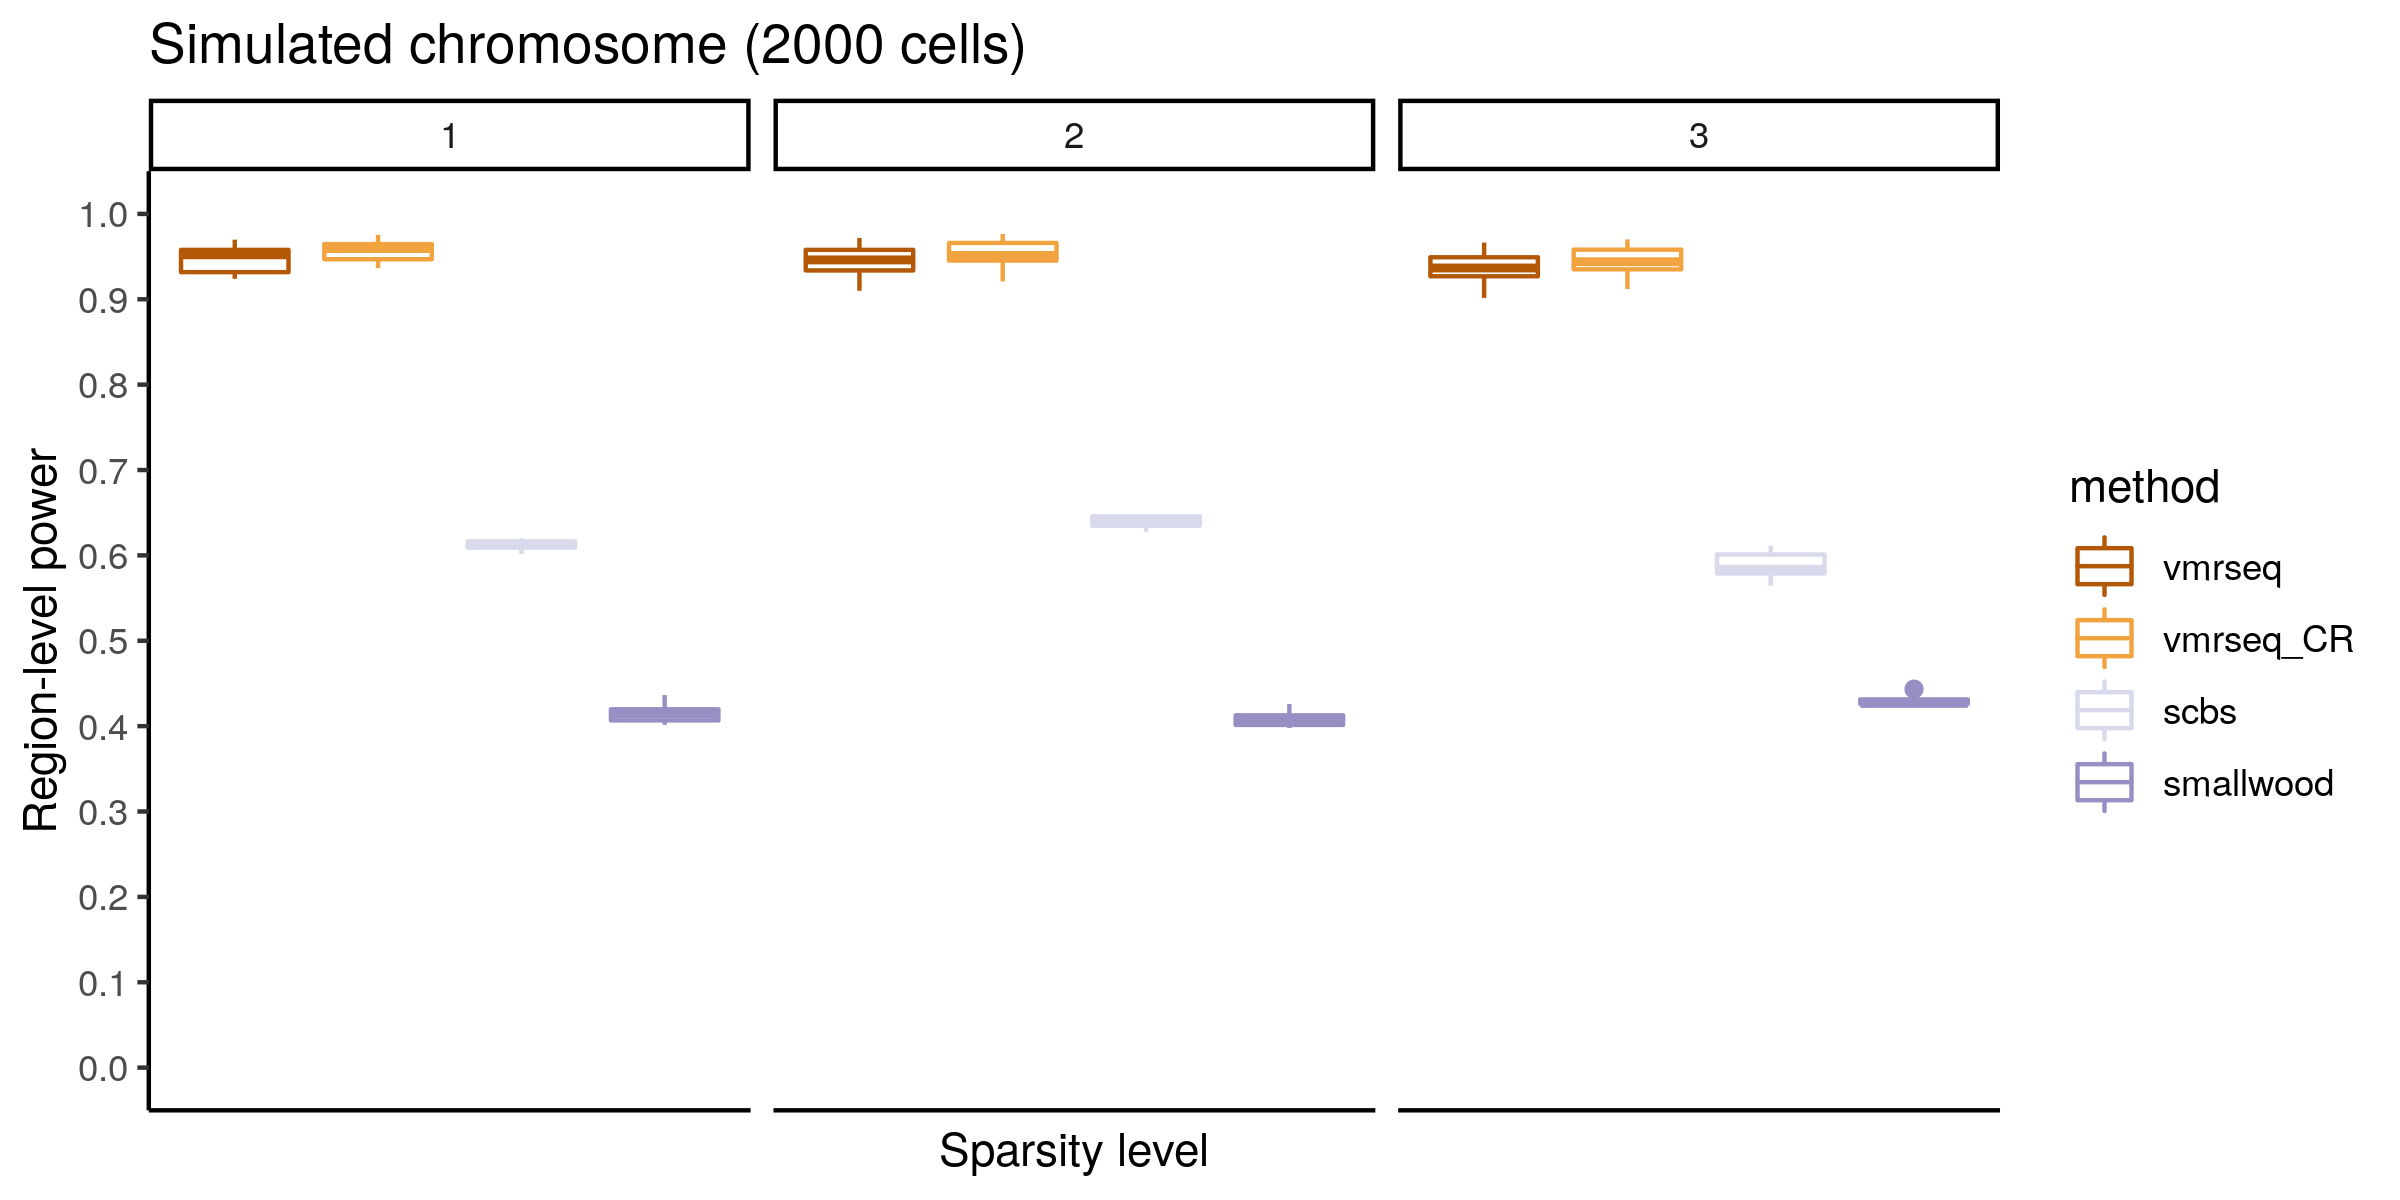 Simulated chromosome (2000 cells)
1
2
3
Region-level power
1.0
0.9
0.8
0.7
0.6
0.5
0.4
0.3
0.2
0.1
0.0
Sparsity level
method
vmrseq
vmrseq_CR
scbs
smallwood